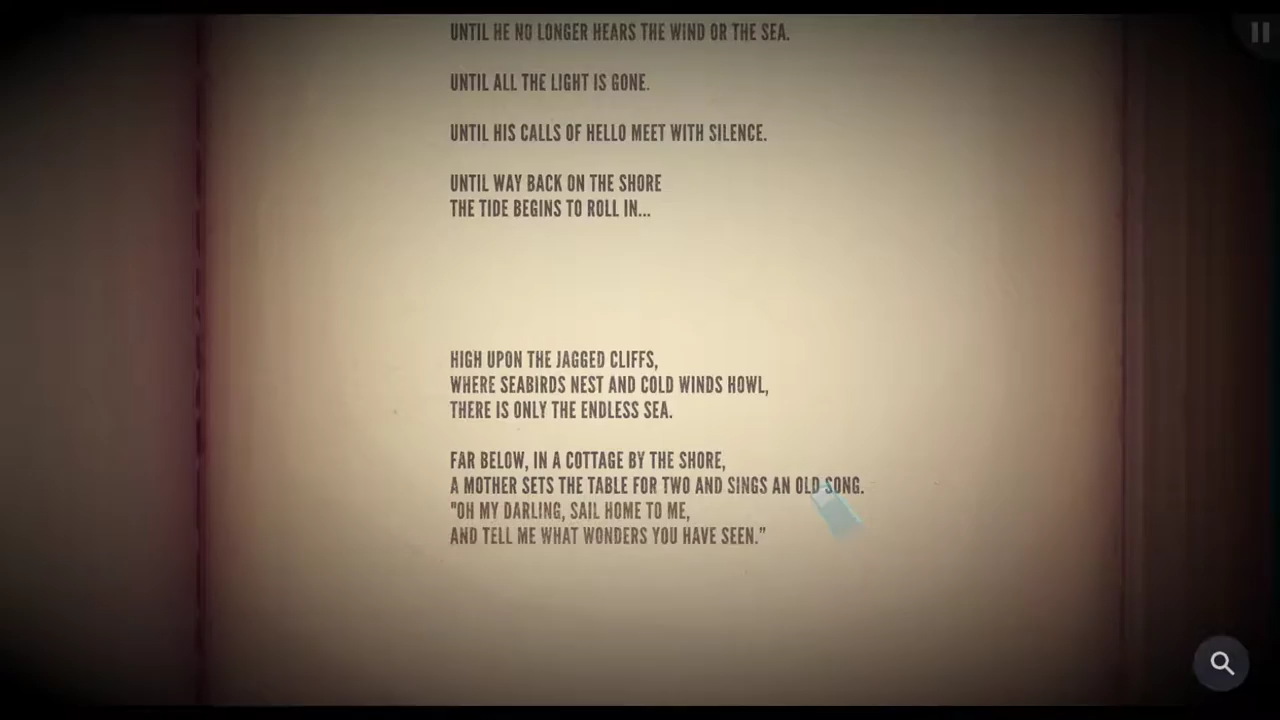 UNTIL HE NO LONGER HEARS THE WIND OR THE SEA.
UNTIL ALL THE LIGHT IS GONE.
UNTIL HIS CALLS OF HELLO MEET WITH SILENCE.
UNTIL WAY BACK ON THE SHORE
THE TIDE BEGINS TO ROLL IN...
HIGH UPON THE JAGGED CLIFFS,
WHERE SEABIRDS NEST AND COLD WINDS HOWL,
THERE IS ONLY THE ENDLESS SEA.
FAR BELOW, IN A COTTAGE BY THE SHORE,
A MOTHER SETS THE TABLE FOR TWO AND SINGS AN OLD SONG.
"OH MY DARLING, SAIL HOME TO ME,
AND TELL ME WHAT WONDERS YOU HAVE SEEN."